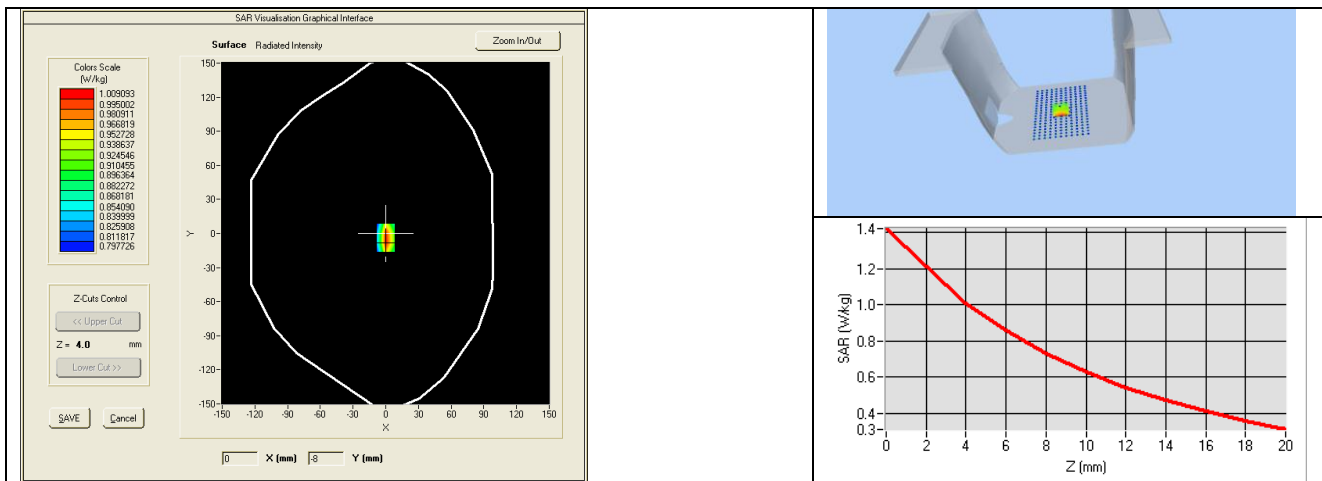 SAR Visualisation Graphical Interface
Surface Radiated Intensity
Zoom In/Out
Colors Scale
(W/kg)
1.009093
0.995002
0.980911
0.966819
0.952728
0.938637
0.924546
0.910455
0.896364
0.882272
0.868181
0.854090
0.839999
0.825908
0.811817
0.797726
Z-Cuts Control
<< Upper Cut
Z = 4.0 mm
Lower Cut >>
SAVE Cancel
150
120
90
60
30
0
-30
-60
-90
-120
-150
Y
-150 -120 -90 -60 -30 0 30 60 90 120 150
X
0 X (mm) -8 Y (mm)
1.4
1.2
1.0
0.8
0.6
0.4
0.3
SAR (W/kg)
0 2 4 6 8 10 12 14 16 18 20
Z (mm)